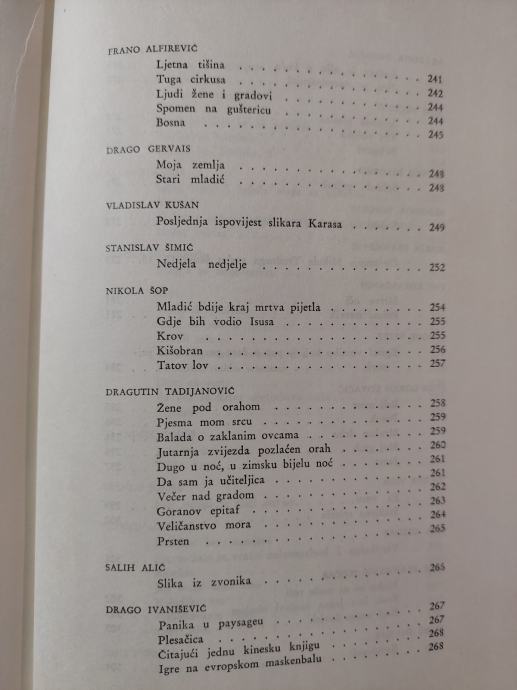 FRANO ALFIREVIĆ
Ljetna tišina . . . . . . . . . . . . . . 241
Tuga cirkusa . . . . . . . . . . . . . . 242
Ljudi žene i gradovi . . . . . . . . . . 244
Spomen na guštericu . . . . . . . . . . 244
Bosna . . . . . . . . . . . . . . . . 245
DRAGO GERVAIS
Moja zemlja . . . . . . . . . . . . . . 248
Stari mladić . . . . . . . . . . . . . . 248
VLADISLAV KUŠAN
Posljednja ispovijest slikara Karasa . . . . . . . 249
STANISLAV ŠIMIĆ
Nedjela nedjelje . . . . . . . . . . . . 252
NIKOLA ŠOP
Mladić bdije kraj mrtva pijetla . . . . . . . . 254
Gdje bih vodio Isusa . . . . . . . . . . . 255
Krov . . . . . . . . . . . . . . . . 255
Kišobran . . . . . . . . . . . . . . . 256
Tatov lov . . . . . . . . . . . . . . . 257
DRAGUTIN TADIJANOVIĆ
Žene pod orahom . . . . . . . . . . . . 258
Pjesma mom srcu . . . . . . . . . . . . 259
Balada o zaklanim ovcama . . . . . . . . . 259
Jutarnja zvijezda pozlaćen orah . . . . . . . 260
Dugo u noć, u zimsku bijelu noć . . . . . . . 261
Da sam ja učiteljica . . . . . . . . . . . 261
Večer nad gradom . . . . . . . . . . . . 262
Goranov epitaf . . . . . . . . . . . . . 263
Veličanstvo mora . . . . . . . . . . . . 264
Prsten . . . . . . . . . . . . . . . . 265
SALIH ALIĆ
Slika iz zvonika . . . . . . . . . . . . 266
DRAGO IVANIŠEVIĆ
Panika u paysageu . . . . . . . . . . . . 267
Plesačica . . . . . . . . . . . . . . . 267
Čitajući jednu kinesku knjigu . . . . . . . . 268
Igre na evropskom maskenbalu . . . . . . . . 268